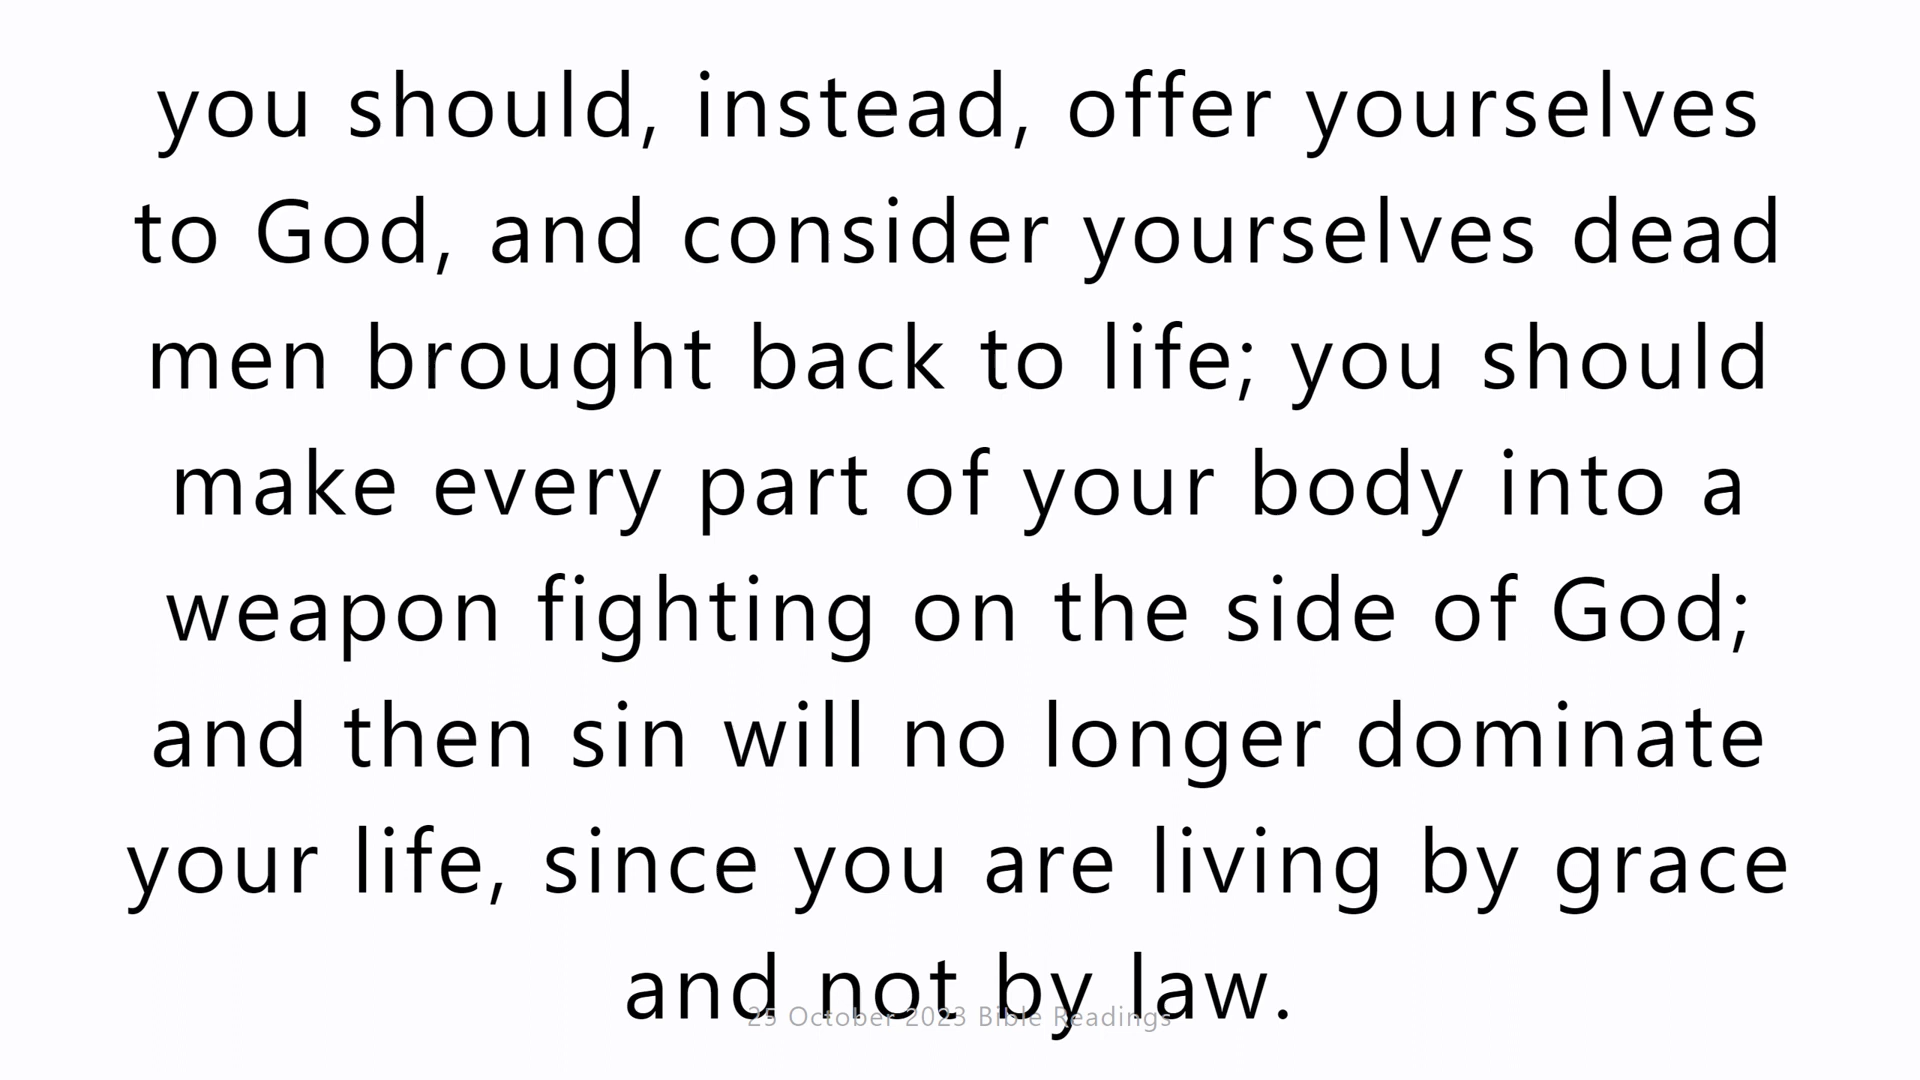 you should, instead, offer yourselves
to God, and consider yourselves dead
men brought back to life; you should
make every part of your body into a
weapon fighting on the side of God;
and then sin will no longer dominate
your life, since you are living by grace
and not by law.
25 October 2023 Bible Readings